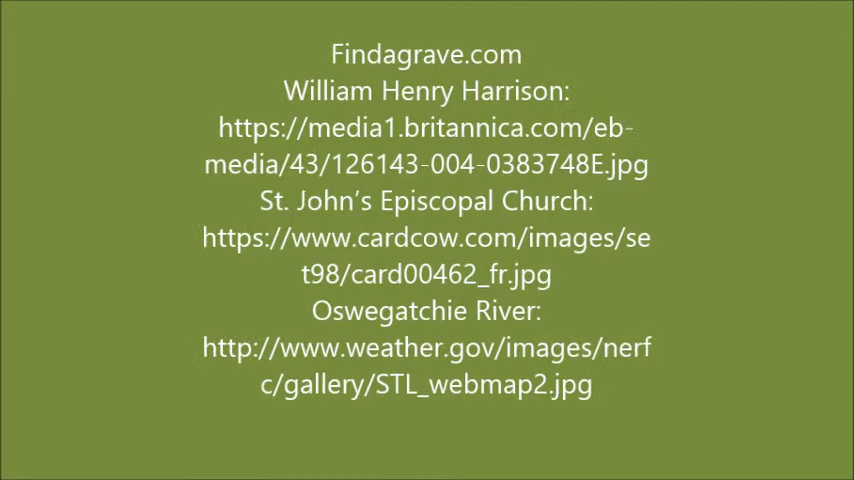 Findagrave.com
William Henry Harrison:
https://media1.britannica.com/eb-
media/43/126143-004-0383748E.jpg
St. John’s Episcopal Church:
https://www.cardcow.com/images/se
t98/card00462_fr.jpg
Oswegatchie River:
http://www.weather.gov/images/nerf
c/gallery/STL_webmap2.jpg